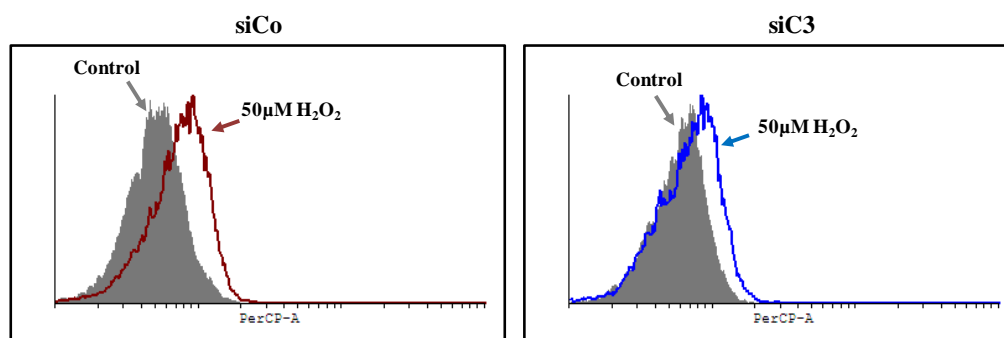 siCo
siC3
Control
50µM H₂O₂
PerCP-A
Control
50µM H₂O₂
PerCP-A